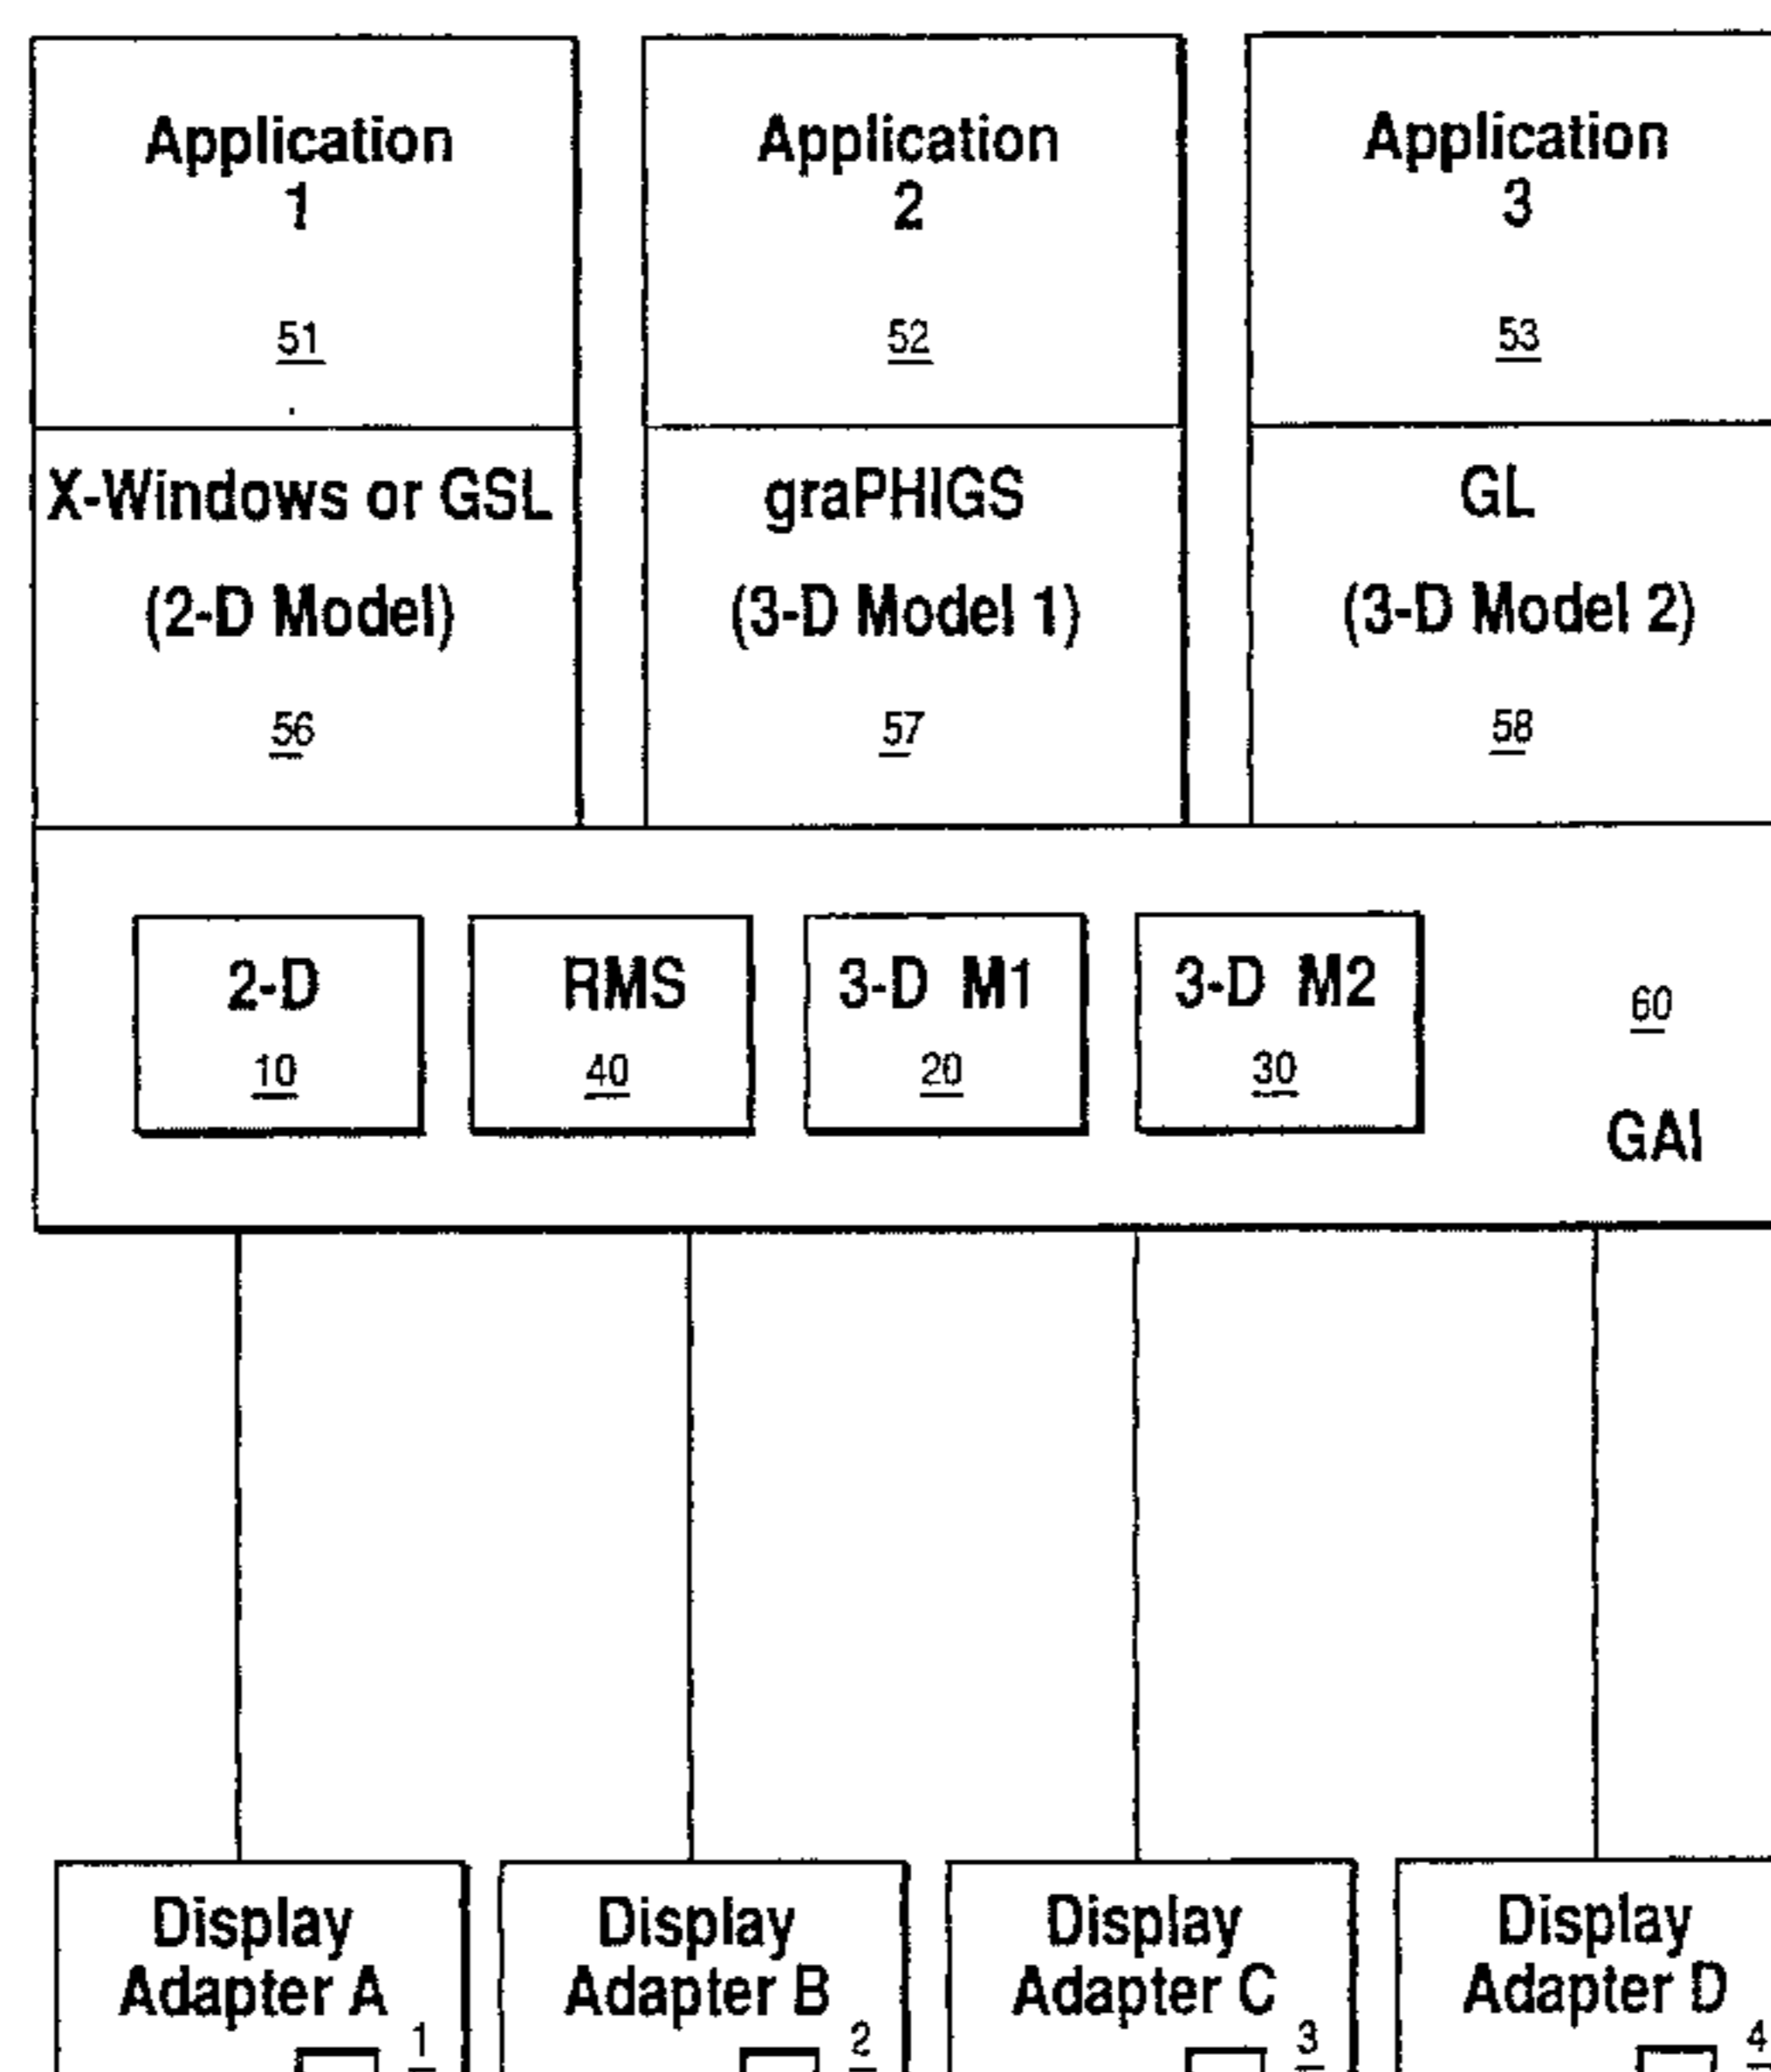 Application
1
51
Application
2
52
Application
3
53
X-Windows or GSL
(2-D Model)
56
graPHIGS
(3-D Model 1)
57
GL
(3-D Model 2)
58
2-D
10
RMS
40
3-D M1
20
3-D M2
30
60
GAI
Display
Adapter A
1
Display
Adapter B
2
Display
Adapter C
3
Display
Adapter D
4